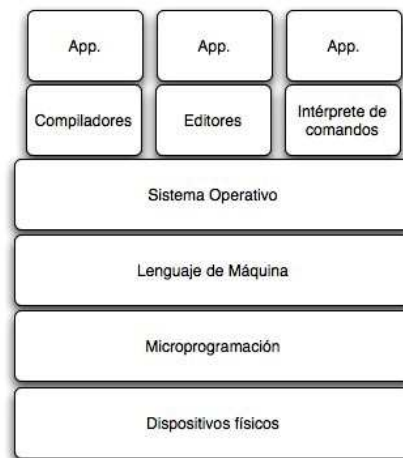 App.
App.
App.
Compiladores
Editores
Intérprete de
comandos
Sistema Operativo
Lenguaje de Máquina
Microprogramación
Dispositivos físicos